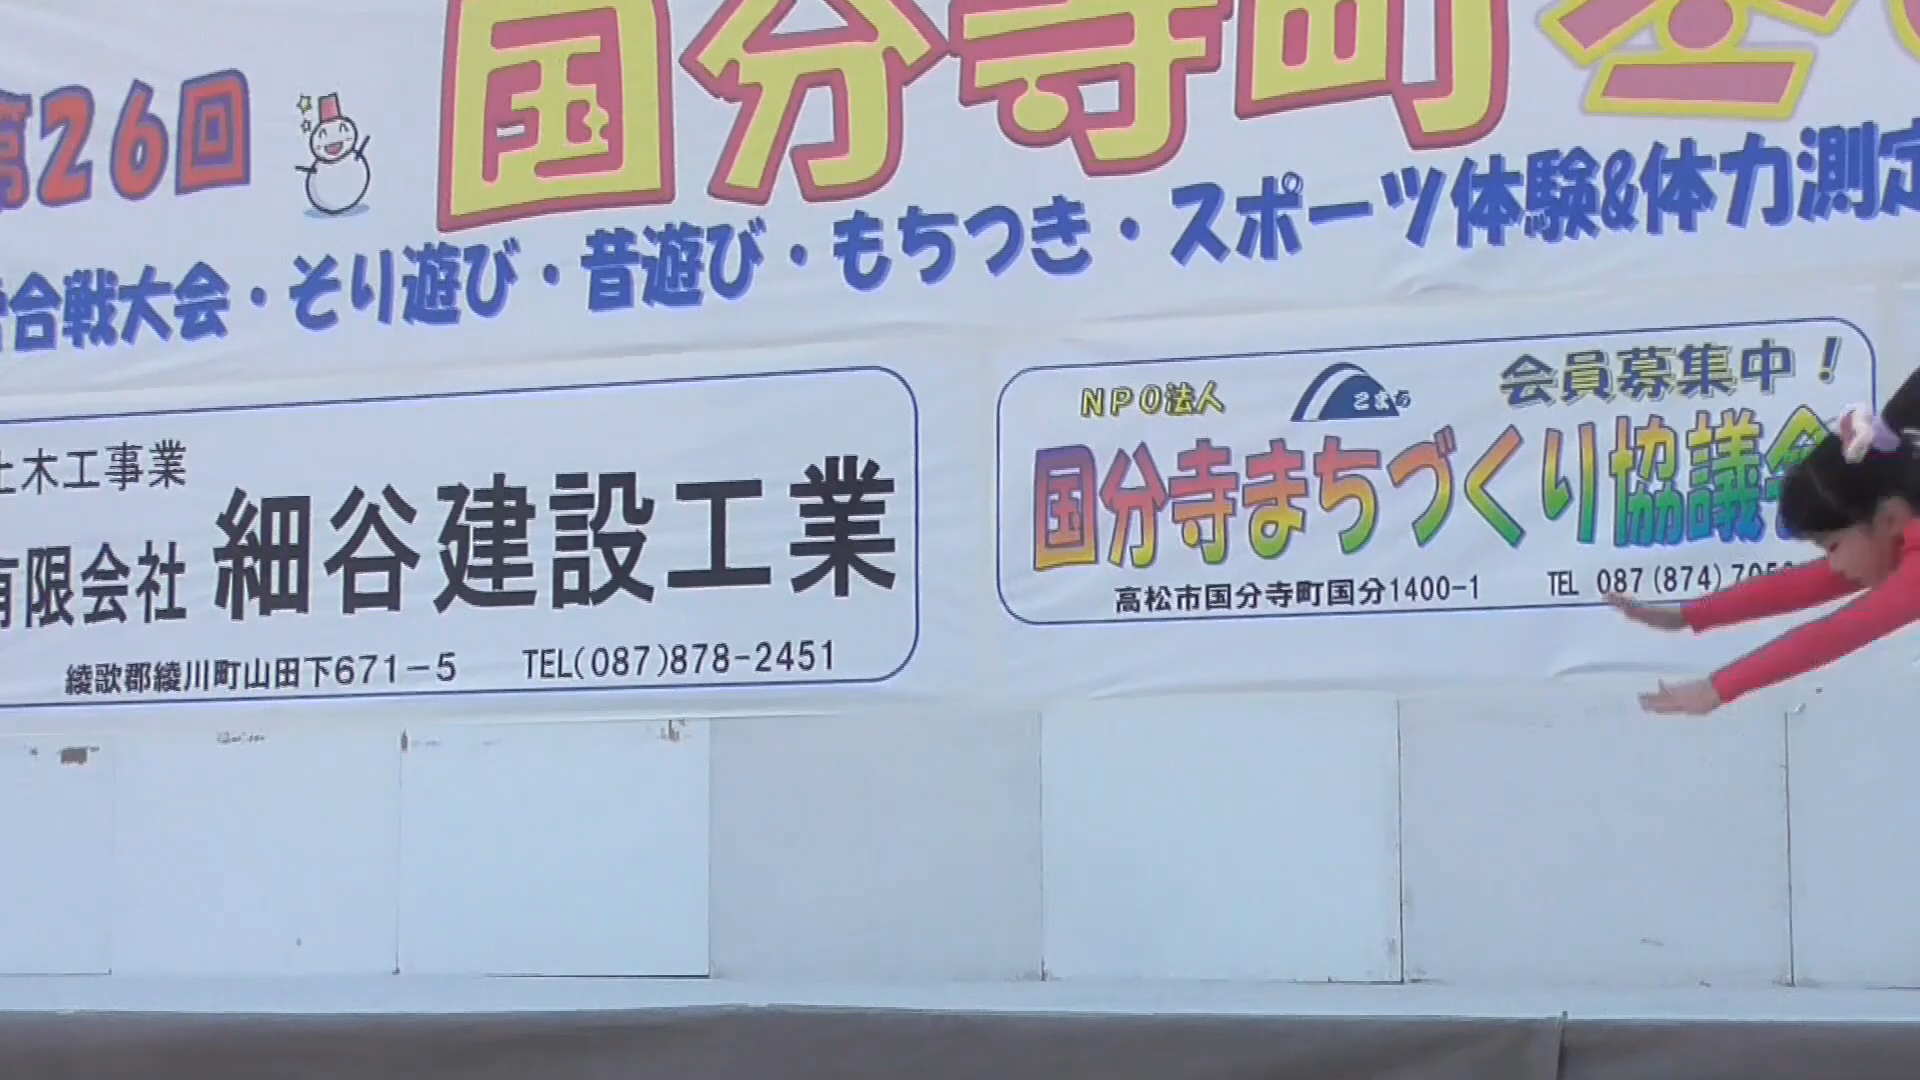 第26回
国分寺町
合戦大会・そり遊び・昔遊び・もちつき・スポーツ体験&体力測定
土木工事業
有限会社 細谷建設工業
綾歌郡綾川町山田下671-5 TEL(087)878-2451
NPO法人 こまち 会員募集中!
国分寺まちづくり協議会
高松市国分寺町国分1400-1 TEL 087(874)